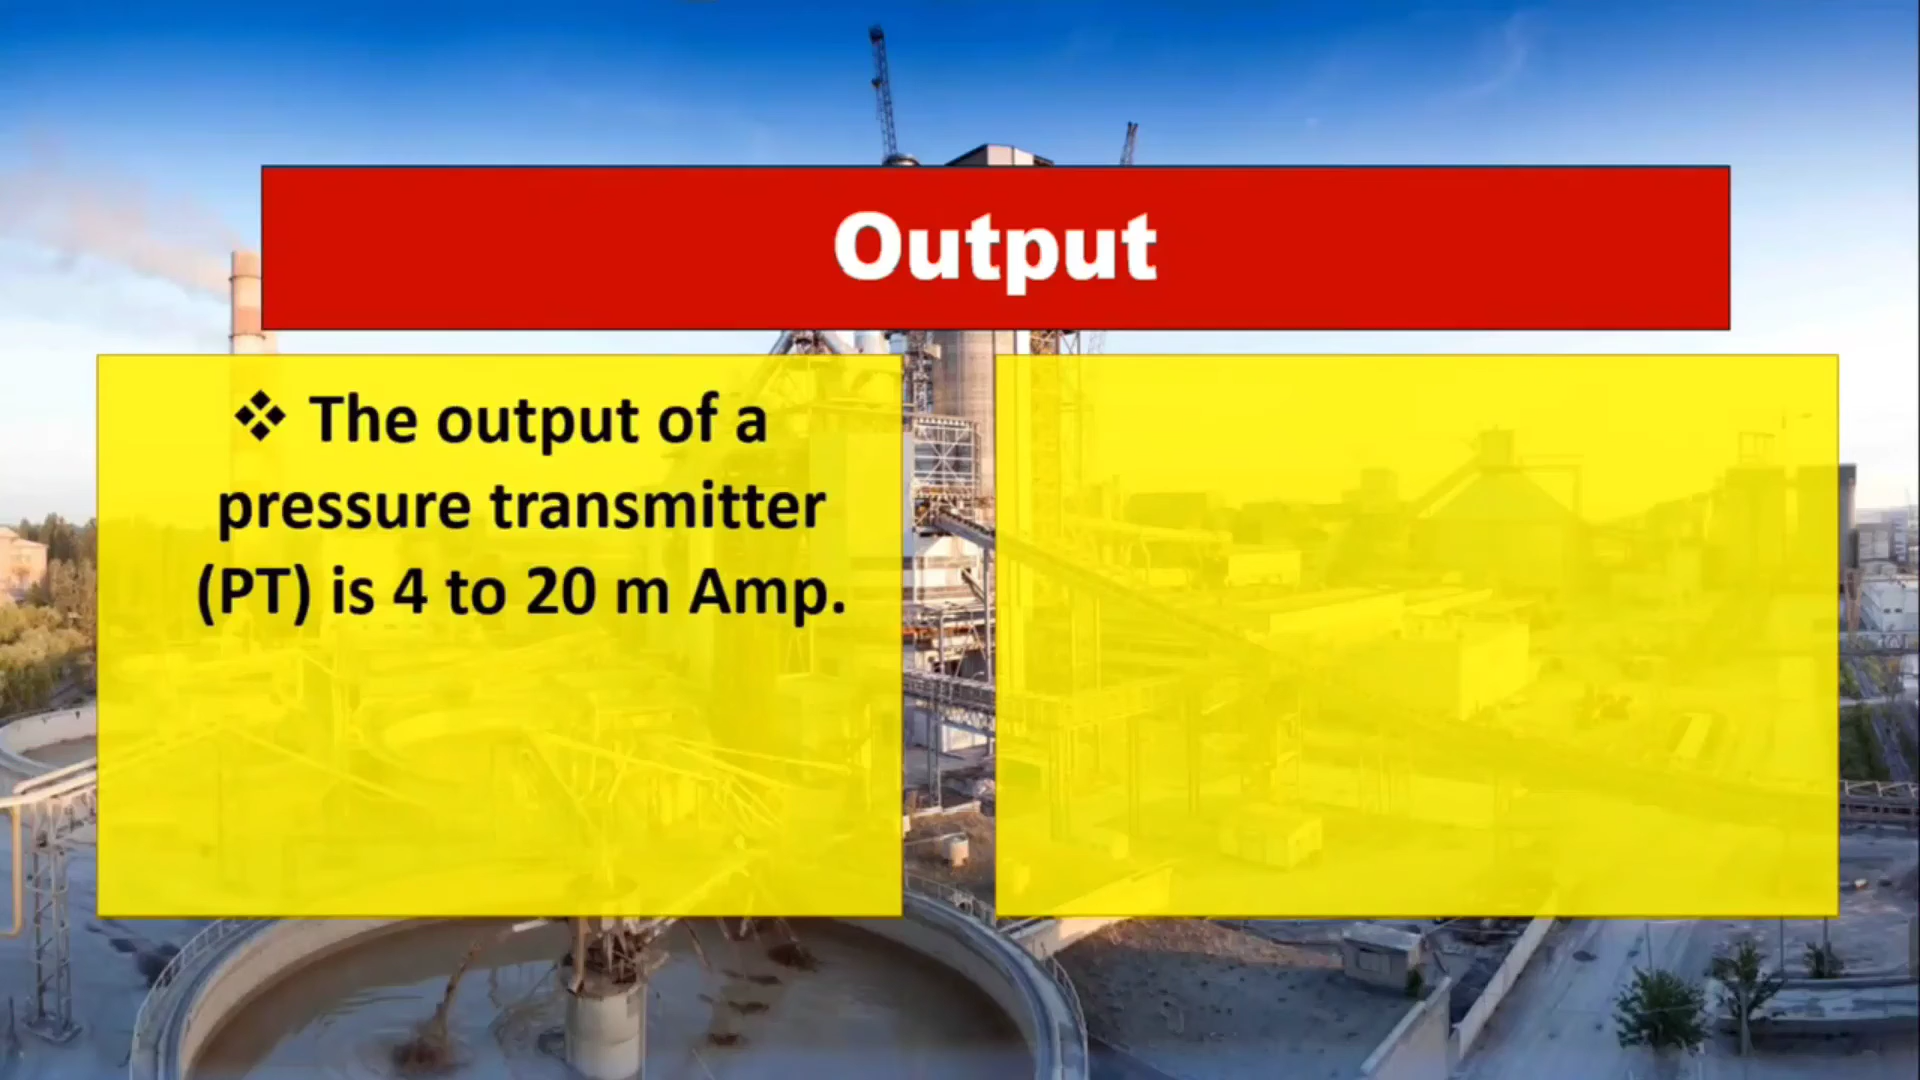 Output
❖ The output of a
pressure transmitter
(PT) is 4 to 20 m Amp.